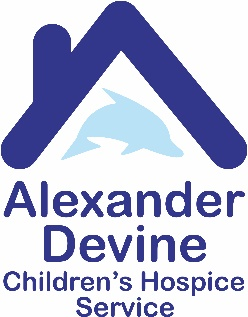 Alexander
Devine
Children's Hospice
Service